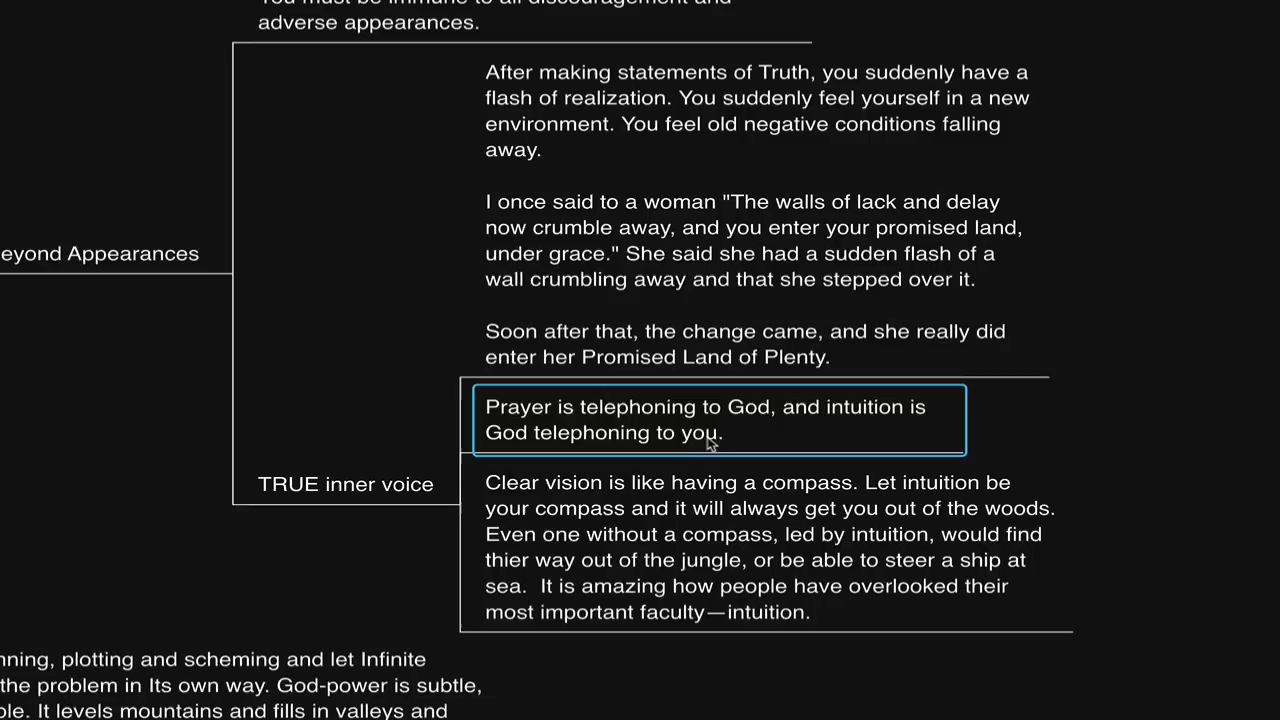 adverse appearances.
After making statements of Truth, you suddenly have a
flash of realization. You suddenly feel yourself in a new
environment. You feel old negative conditions falling
away.
I once said to a woman "The walls of lack and delay
now crumble away, and you enter your promised land,
under grace." She said she had a sudden flash of a
wall crumbling away and that she stepped over it.
Soon after that, the change came, and she really did
enter her Promised Land of Plenty.
eyond Appearances
Prayer is telephoning to God, and intuition is
God telephoning to you.
TRUE inner voice
Clear vision is like having a compass. Let intuition be
your compass and it will always get you out of the woods.
Even one without a compass, led by intuition, would find
thier way out of the jungle, or be able to steer a ship at
sea.  It is amazing how people have overlooked their
most important faculty—intuition.
nning, plotting and scheming and let Infinite
the problem in Its own way. God-power is subtle,
ple. It levels mountains and fills in valleys and